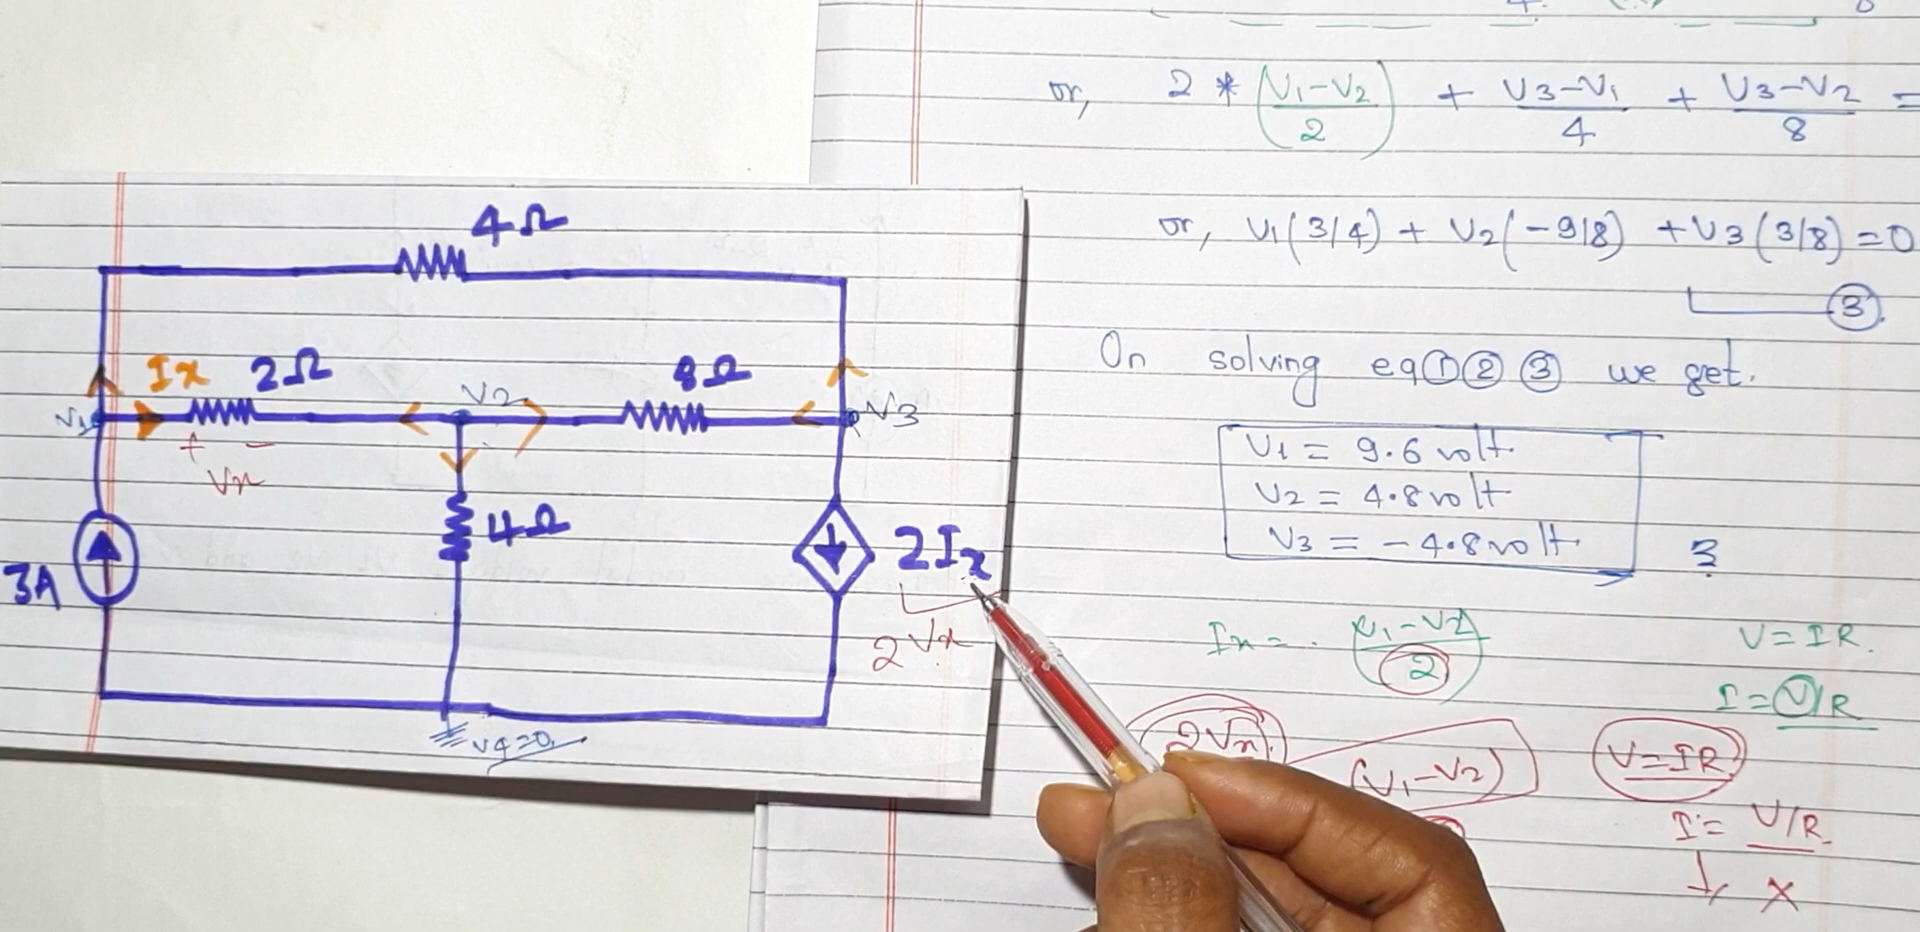 or, 2 * (V1-V2/2) + V3-V1/4 + V3-V2/8 =
or, V1(3/4) + V2(-9/8) + V3(3/8) = 0
3
On solving eq 1 2 3 we get.
V1 = 9.6 volt
V2 = 4.8 volt
V3 = -4.8 volt
Ix = V1-V2/2
V = IR.
I = V/R
2Vx
(V1-V2)
V=IR
I = V/R
X
4Ω
Ix 2Ω
V2
8Ω
V1
V3
+ -
Vx
4Ω
3A
2Ix
2Vx
V4=0